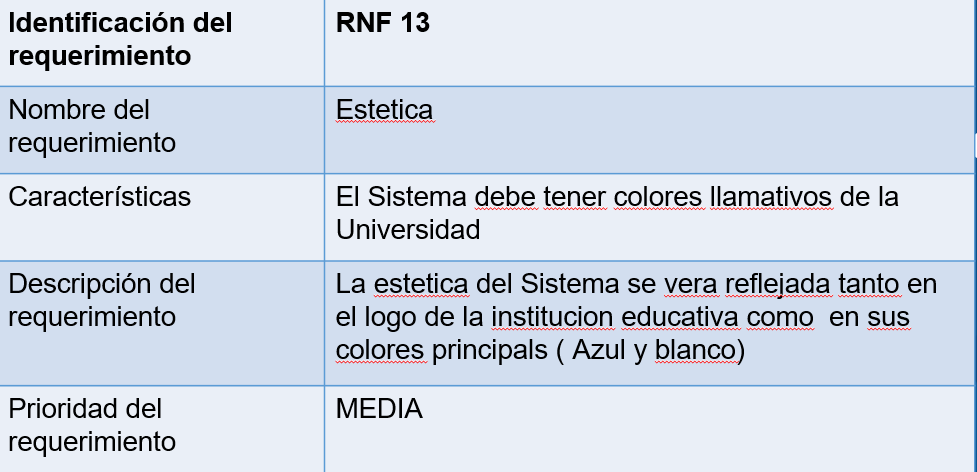 Identificación del
requerimiento
RNF 13
Nombre del
requerimiento
Estetica
Características
El Sistema debe tener colores llamativos de la
Universidad
Descripción del
requerimiento
La estetica del Sistema se vera reflejada tanto en
el logo de la institucion educativa como  en sus
colores principals ( Azul y blanco)
Prioridad del
requerimiento
MEDIA